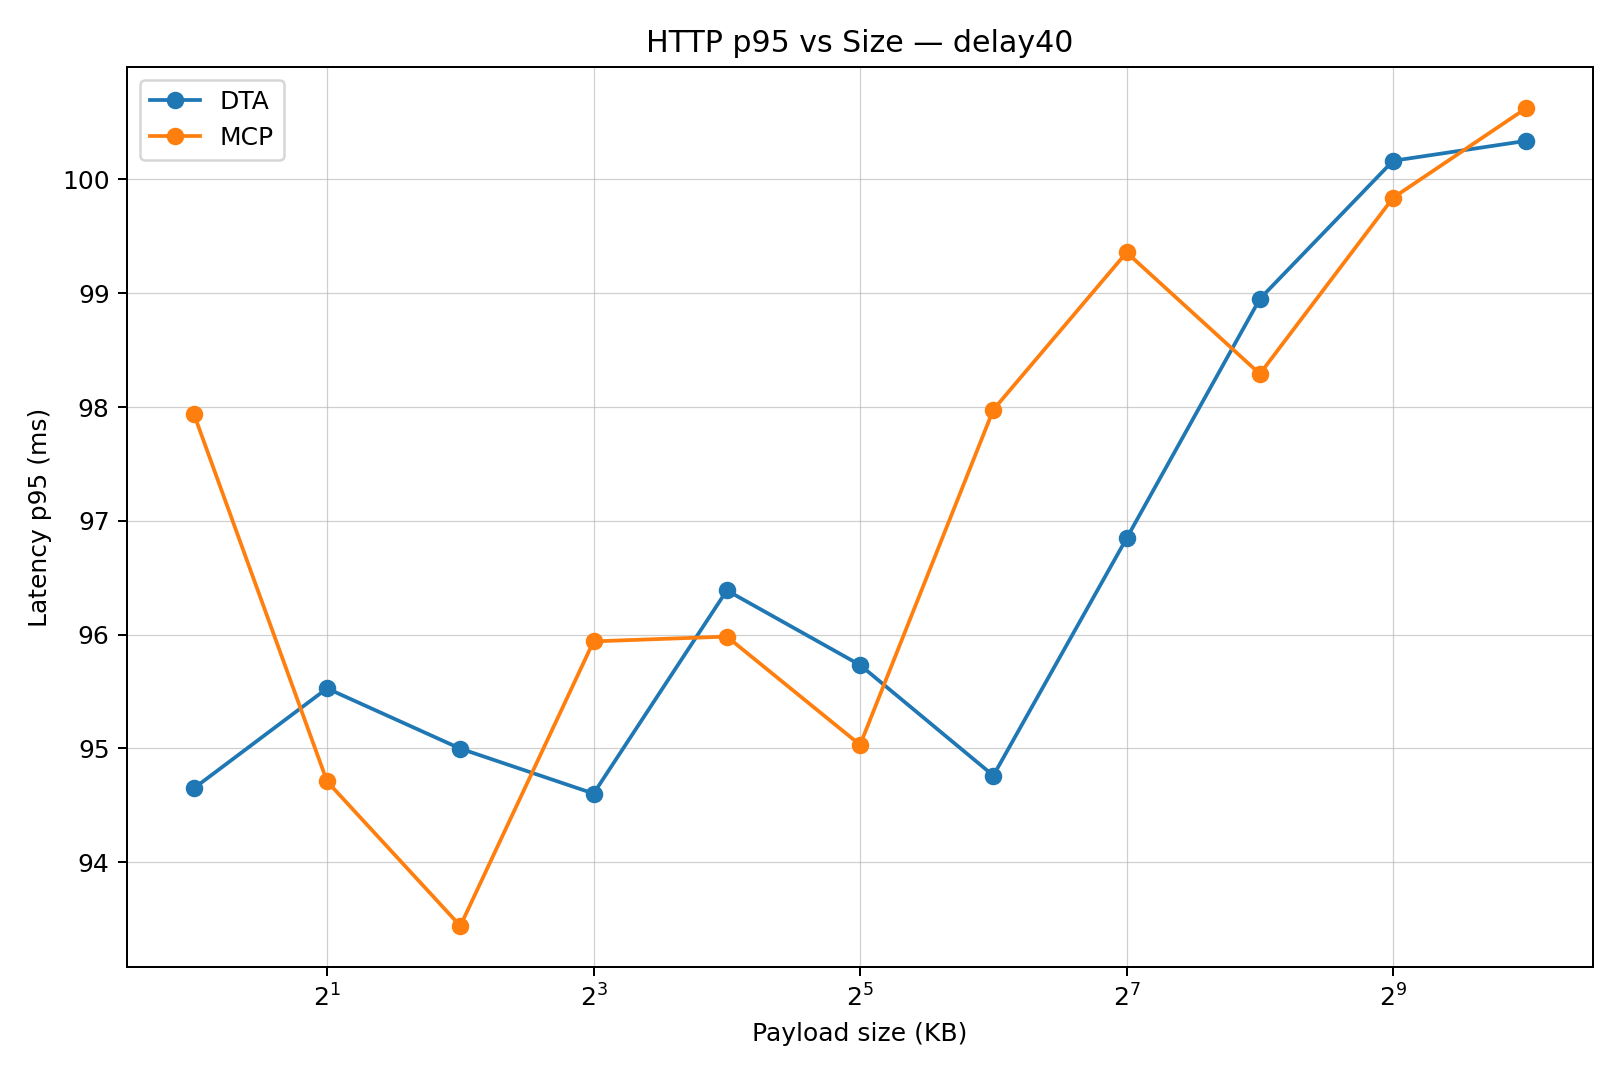 HTTP p95 vs Size — delay40
DTA
MCP
100
99
98
97
96
95
94
Latency p95 (ms)
2¹
2³
2⁵
2⁷
2⁹
Payload size (KB)